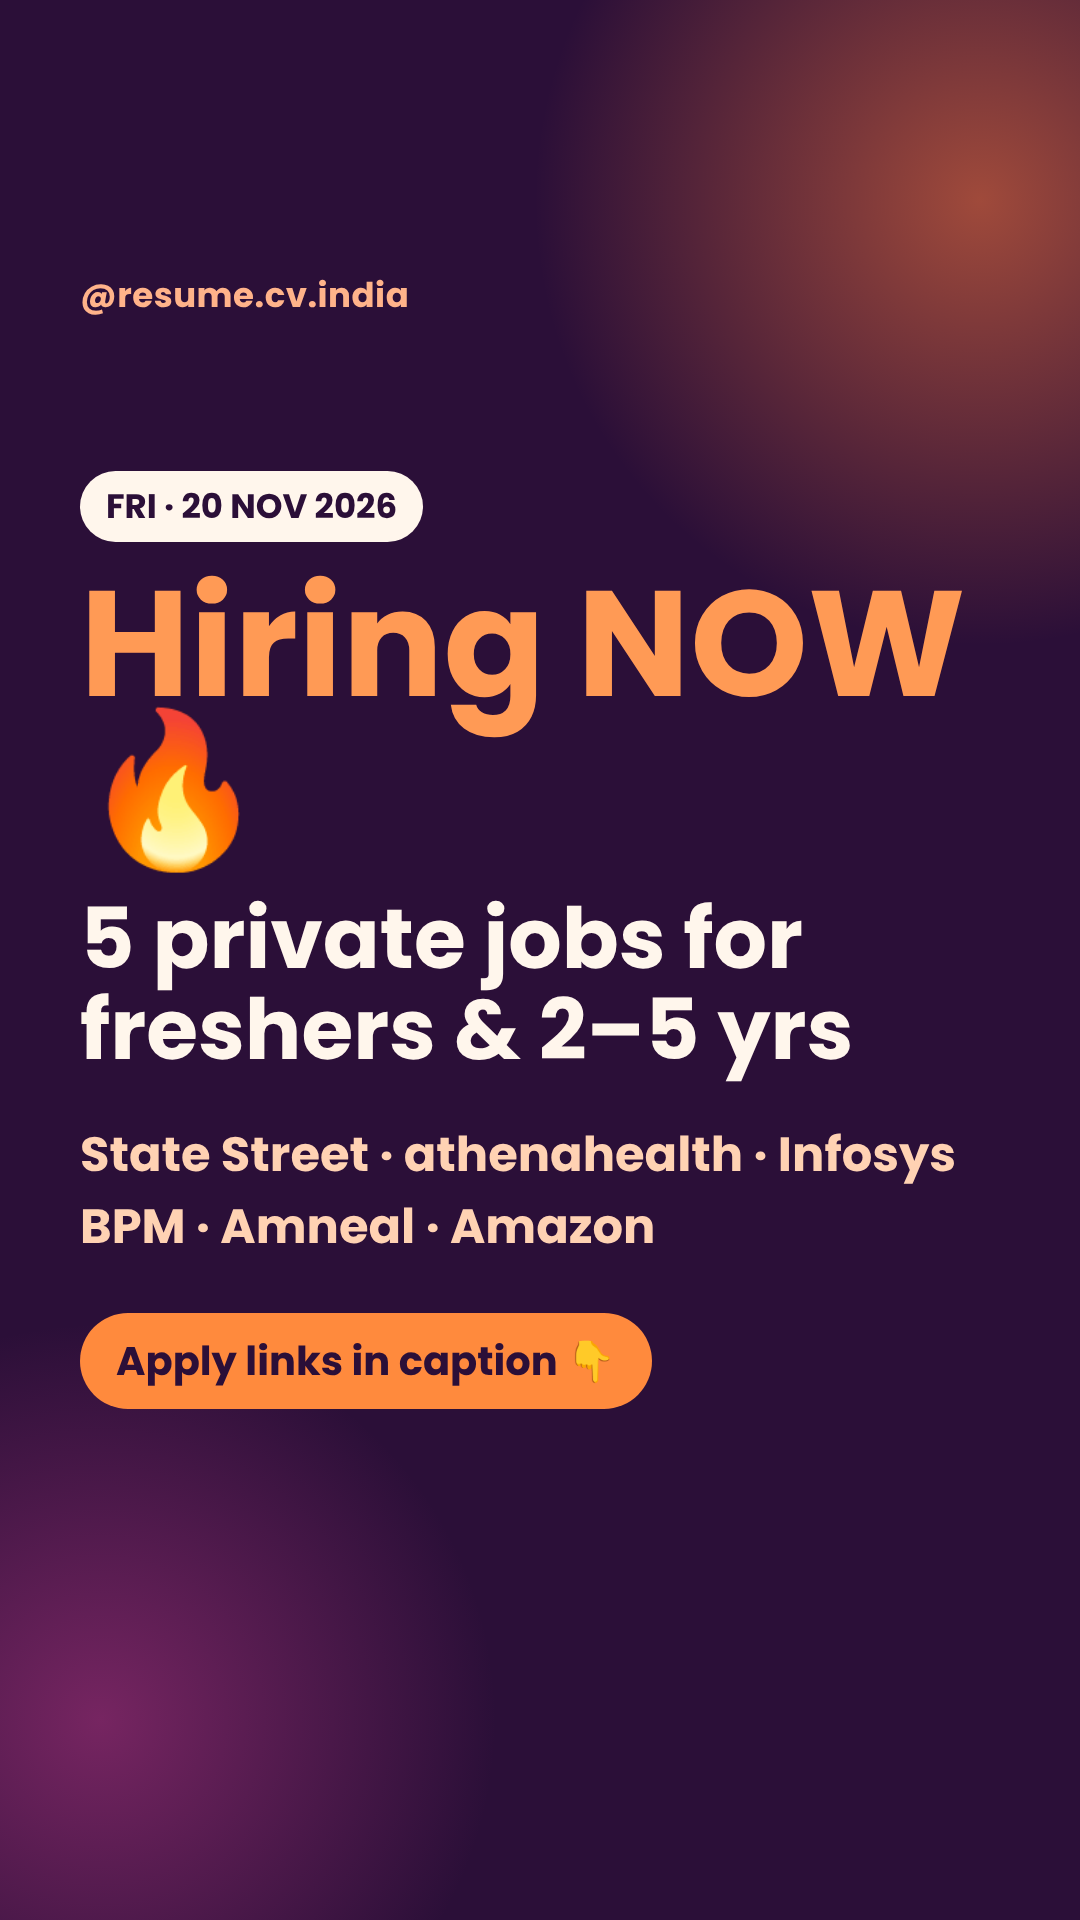 @resume.cv.india
FRI · 20 NOV 2026
Hiring NOW
🔥
5 private jobs for
freshers & 2–5 yrs
State Street · athenahealth · Infosys
BPM · Amneal · Amazon
Apply links in caption 👇